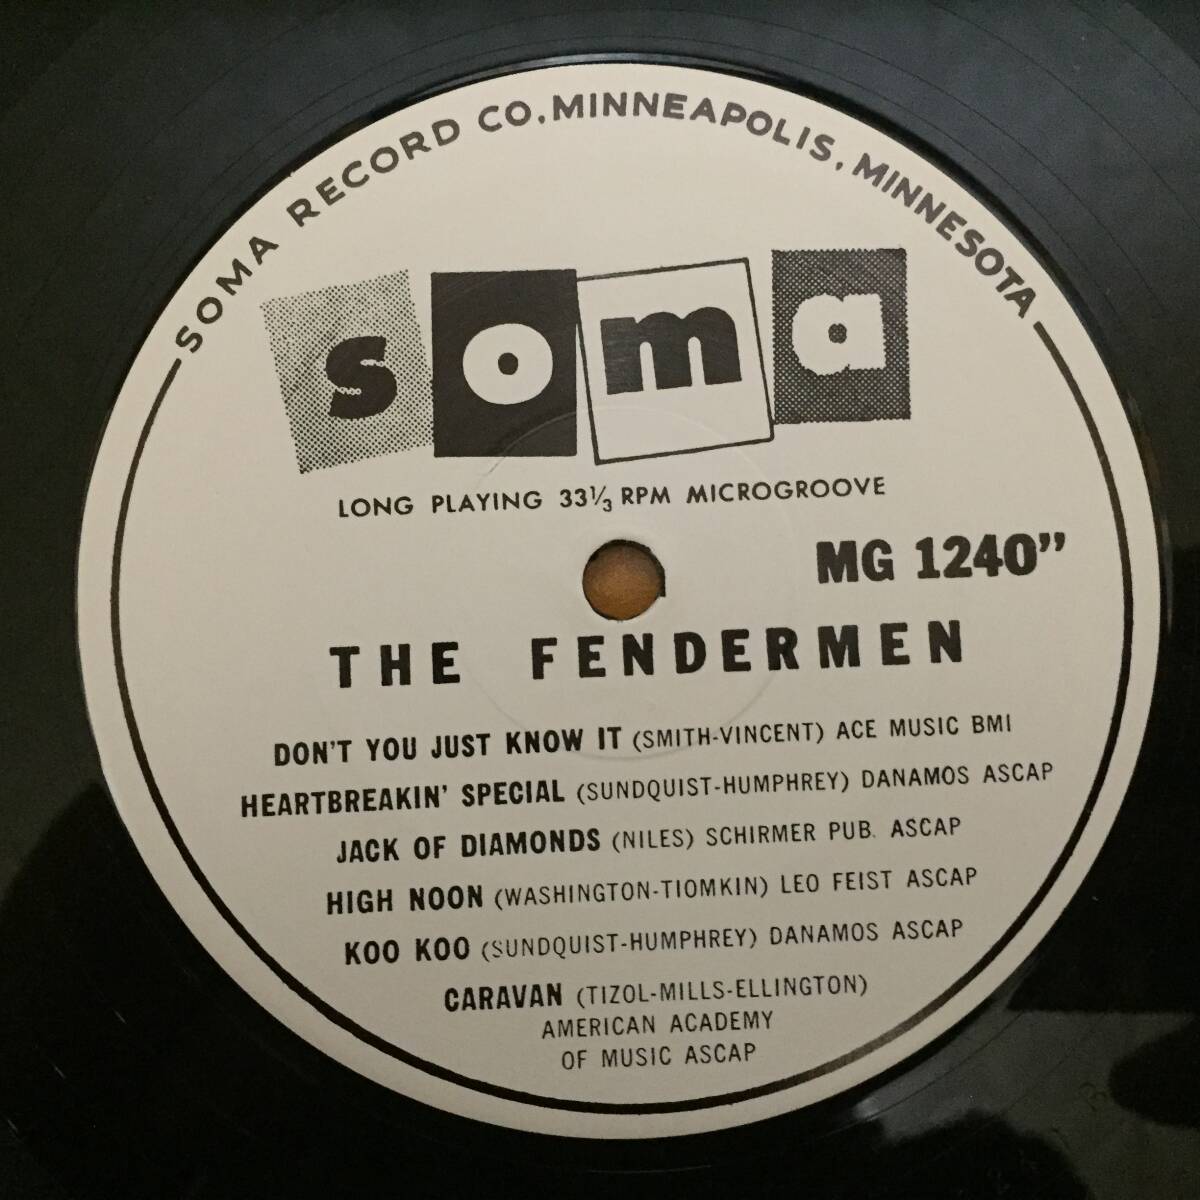 SOMA RECORD CO. MINNEAPOLIS, MINNESOTA
soma
LONG PLAYING 33⅓ RPM MICROGROOVE
MG 1240”
THE FENDERMEN
DON'T YOU JUST KNOW IT (SMITH-VINCENT) ACE MUSIC BMI
HEARTBREAKIN' SPECIAL (SUNDQUIST-HUMPHREY) DANAMOS ASCAP
JACK OF DIAMONDS (NILES) SCHIRMER PUB. ASCAP
HIGH NOON (WASHINGTON-TIOMKIN) LEO FEIST ASCAP
KOO KOO (SUNDQUIST-HUMPHREY) DANAMOS ASCAP
CARAVAN (TIZOL-MILLS-ELLINGTON)
AMERICAN ACADEMY
OF MUSIC ASCAP